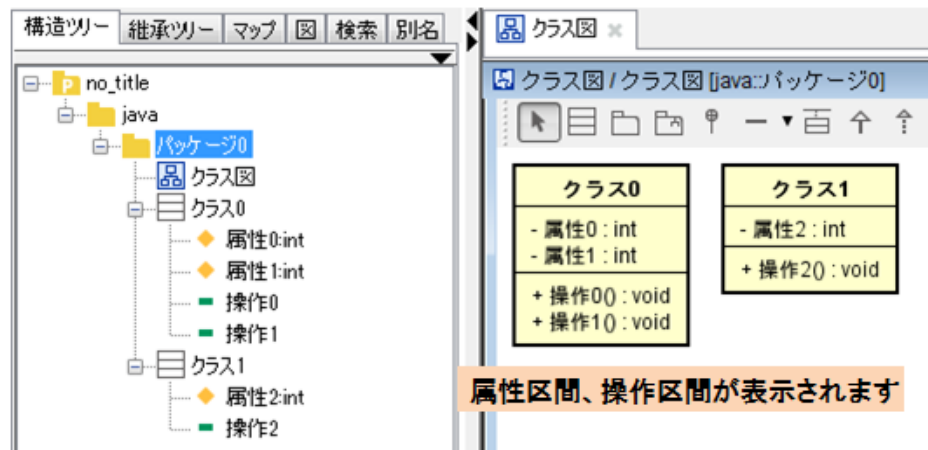 構造ツリー 継承ツリー マップ 図 検索 別名
no_title
java
パッケージ0
クラス図
クラス0
属性0:int
属性1:int
操作0
操作1
クラス1
属性2:int
操作2
クラス図
クラス図 / クラス図 [java::パッケージ0]
クラス0
- 属性0 : int
- 属性1 : int
+ 操作0() : void
+ 操作1() : void
クラス1
- 属性2 : int
+ 操作2() : void
属性区間、操作区間が表示されます